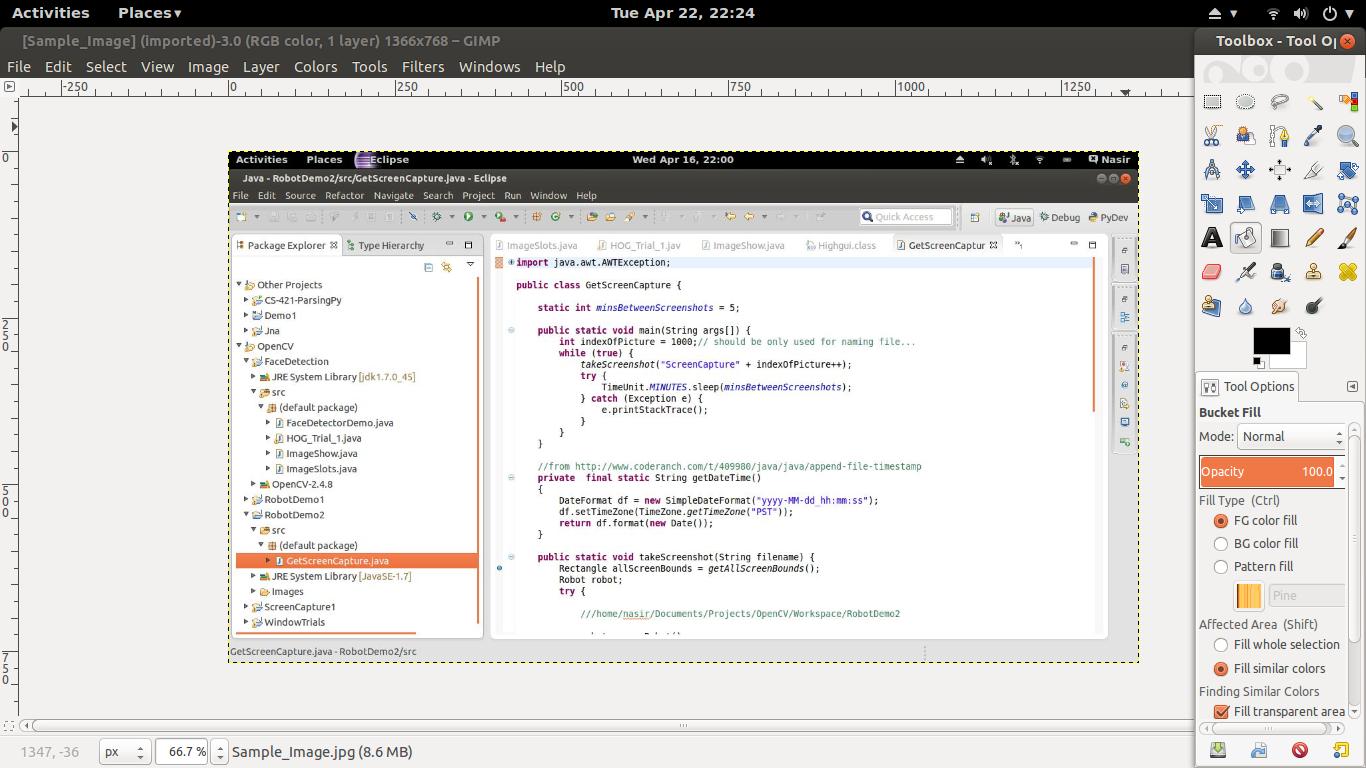 Activities Places▾ Tue Apr 22, 22:24
[Sample_Image] (imported)-3.0 (RGB color, 1 layer) 1366x768 – GIMP
File Edit Select View Image Layer Colors Tools Filters Windows Help
-250 0 250 500 750 1000 1250
0
250
500
750
Activities Places Eclipse Wed Apr 16, 22:00 Nasir
Java - RobotDemo2/src/GetScreenCapture.java - Eclipse
File Edit Source Refactor Navigate Search Project Run Window Help
Quick Access Java Debug PyDev
Package Explorer Type Hierarchy
Other Projects
CS-421-ParsingPy
Demo1
Jna
OpenCV
FaceDetection
JRE System Library [jdk1.7.0_45]
src
(default package)
FaceDetectorDemo.java
HOG_Trial_1.java
ImageShow.java
ImageSlots.java
OpenCV-2.4.8
RobotDemo1
RobotDemo2
src
(default package)
GetScreenCapture.java
JRE System Library [JavaSE-1.7]
Images
ScreenCapture1
WindowTrials
ImageSlots.java HOG_Trial_1.jav ImageShow.java Highgui.class GetScreenCaptur
import java.awt.AWTException;
public class GetScreenCapture {
static int minsBetweenScreenshots = 5;
public static void main(String args[]) {
int indexOfPicture = 1000;// should be only used for naming file...
while (true) {
takeScreenshot("ScreenCapture" + indexOfPicture++);
try {
TimeUnit.MINUTES.sleep(minsBetweenScreenshots);
} catch (Exception e) {
e.printStackTrace();
}
}
}
//from http://www.coderanch.com/t/409980/java/java/append-file-timestamp
private final static String getDateTime()
{
DateFormat df = new SimpleDateFormat("yyyy-MM-dd_hh:mm:ss");
df.setTimeZone(TimeZone.getTimeZone("PST"));
return df.format(new Date());
}
public static void takeScreenshot(String filename) {
Rectangle allScreenBounds = getAllScreenBounds();
Robot robot;
try {
///home/nasir/Documents/Projects/OpenCV/Workspace/RobotDemo2
GetScreenCapture.java - RobotDemo2/src
1347, -36 px 66.7 % Sample_Image.jpg (8.6 MB)
Toolbox - Tool Op
Tool Options
Bucket Fill
Mode: Normal
Opacity 100.0
Fill Type (Ctrl)
FG color fill
BG color fill
Pattern fill
Pine
Affected Area (Shift)
Fill whole selection
Fill similar colors
Finding Similar Colors
Fill transparent area